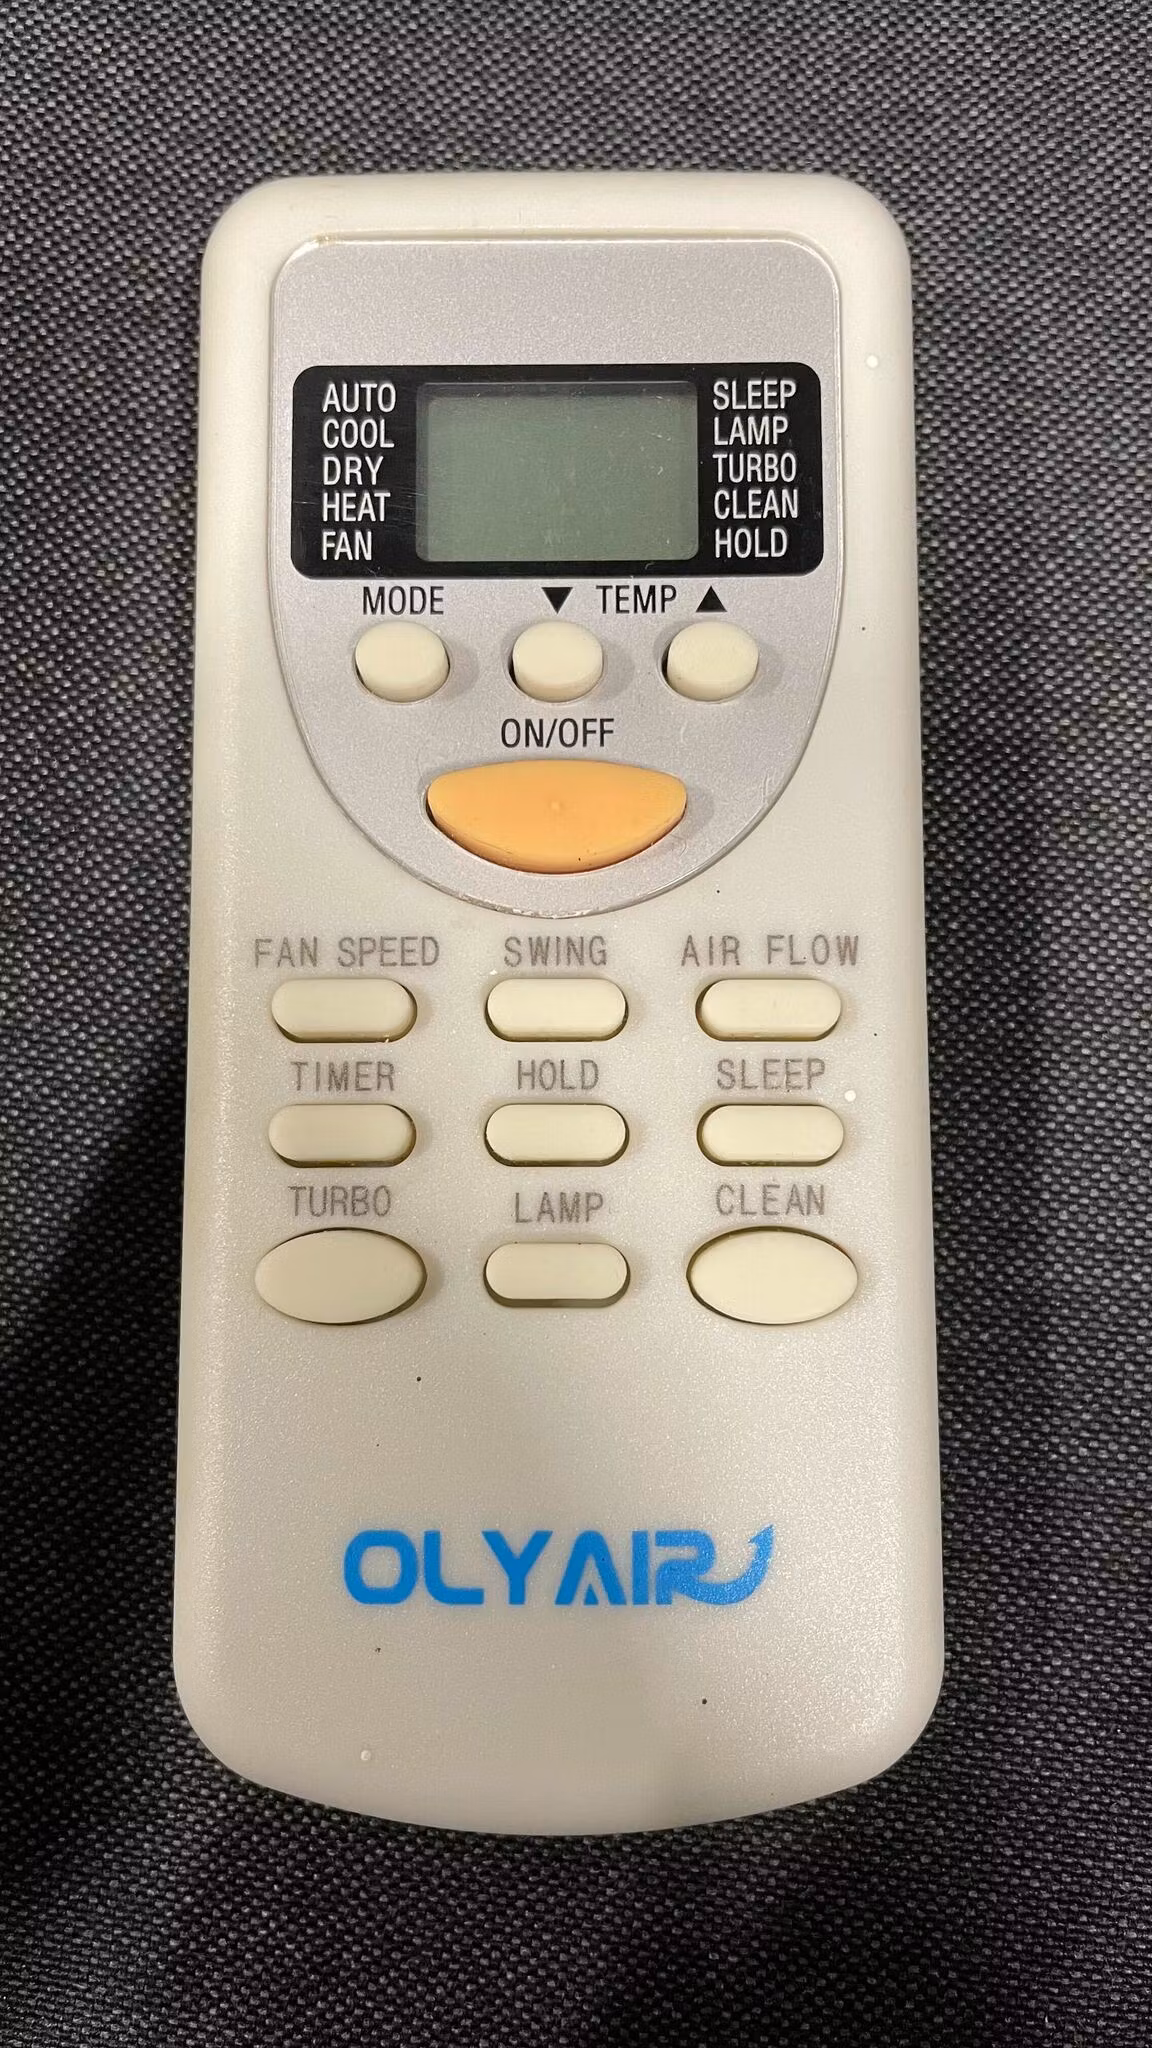 AUTO
COOL
DRY
HEAT
FAN
SLEEP
LAMP
TURBO
CLEAN
HOLD
MODE ▼ TEMP ▲
ON/OFF
FAN SPEED SWING AIR FLOW
TIMER HOLD SLEEP
TURBO LAMP CLEAN
OLYAIR